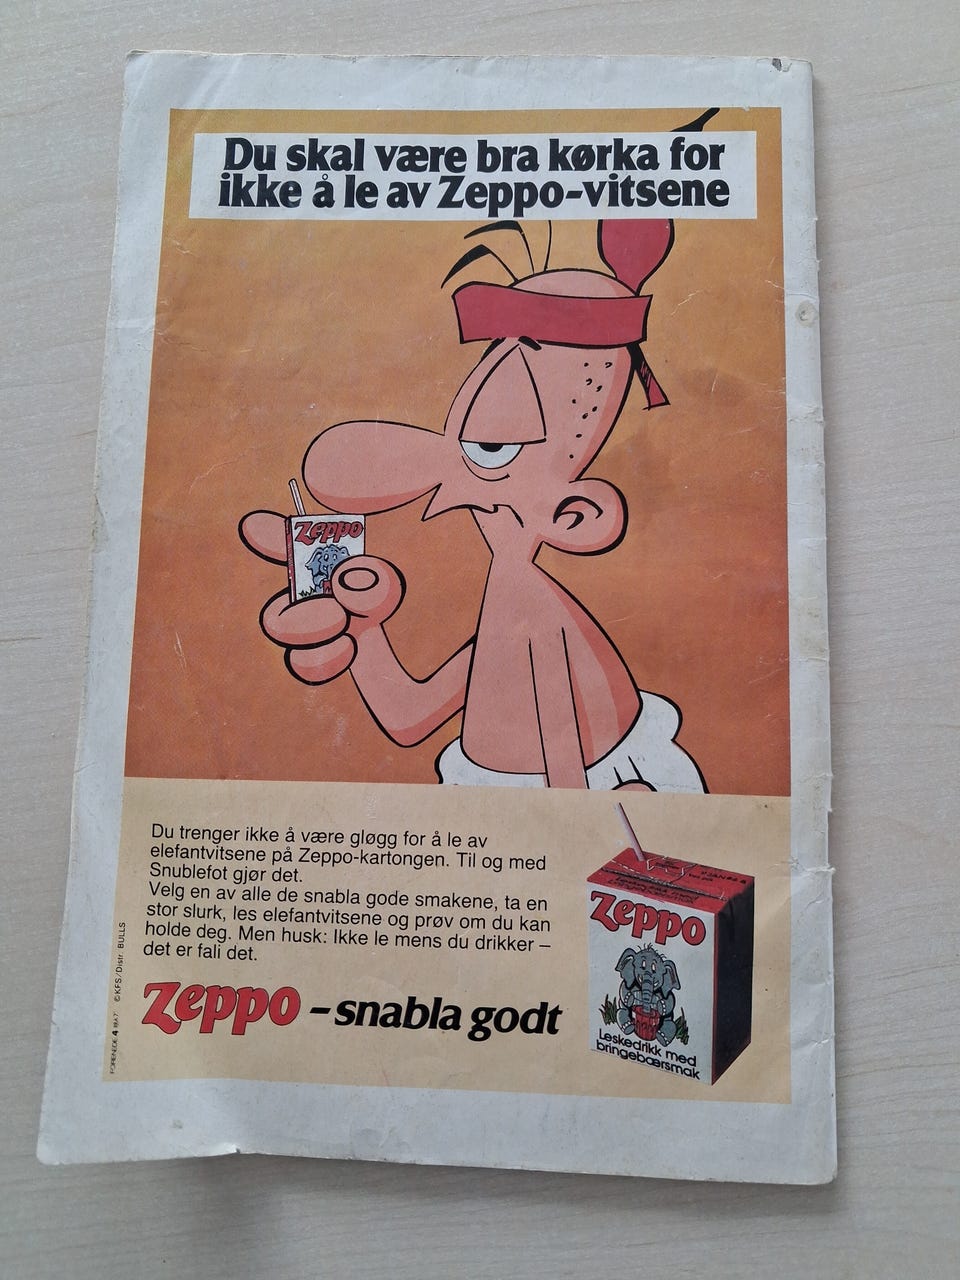 Du skal være bra kørka for
ikke å le av Zeppo-vitsene
Zeppo
Du trenger ikke å være gløgg for å le av
elefantvitsene på Zeppo-kartongen. Til og med
Snublefot gjør det.
Velg en av alle de snabla gode smakene, ta en
stor slurk, les elefantvitsene og prøv om du kan
holde deg. Men husk: Ikke le mens du drikker –
det er fali det.
Zeppo – snabla godt
Zeppo
Leskedrikk med
bringebærsmak
© KFS/Distr. BULLS